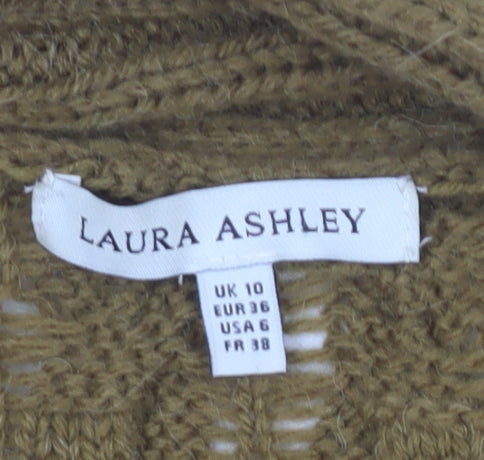 LAURA ASHLEY
UK 10
EUR 36
USA 6
FR 38